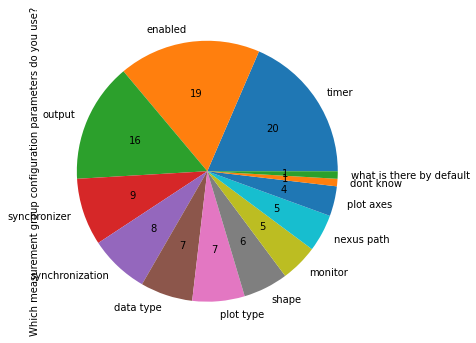 Which measurement group configuration parameters do you use?
timer
20
enabled
19
output
16
synchronizer
9
synchronization
8
data type
7
plot type
7
shape
6
monitor
5
nexus path
5
plot axes
4
dont know
1
what is there by default
1